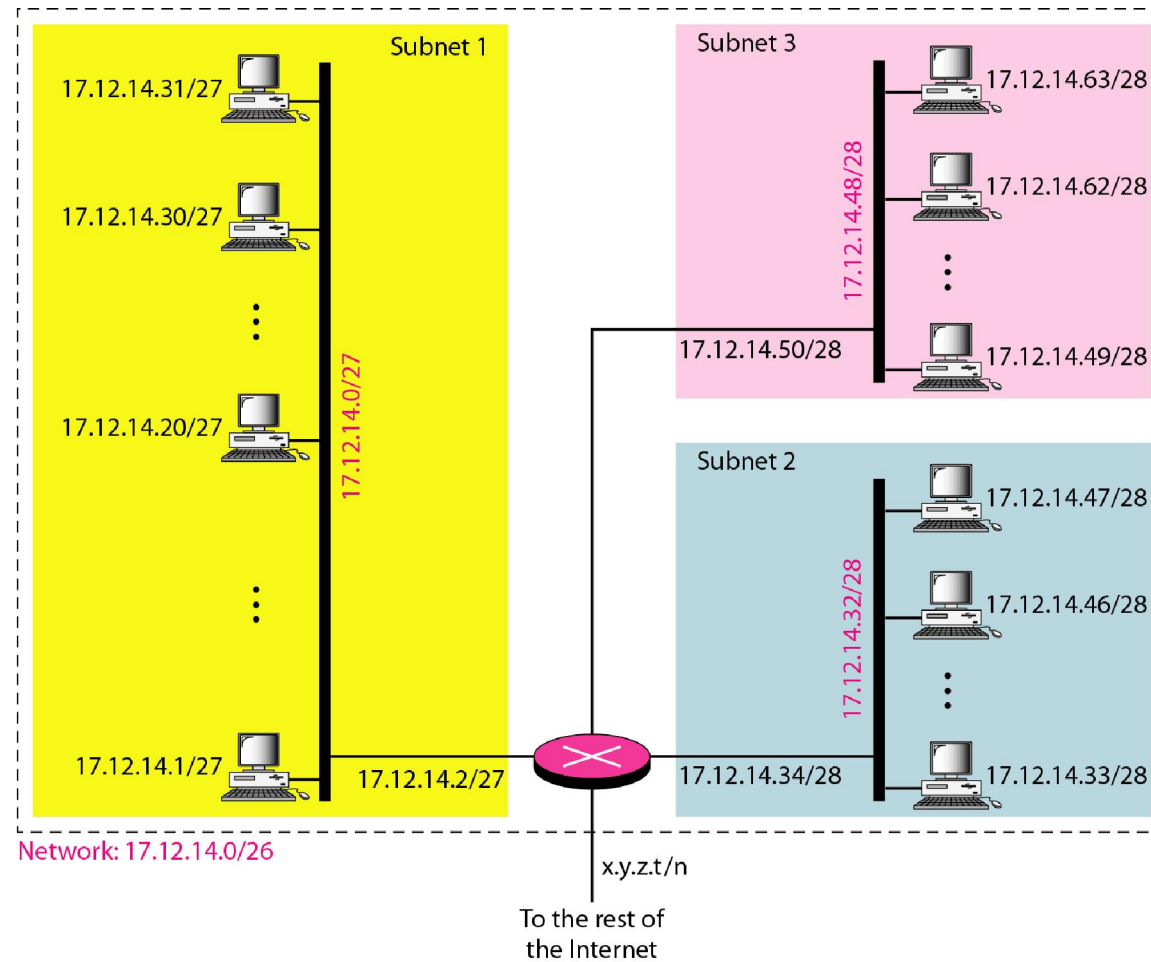 Subnet 1
17.12.14.31/27
17.12.14.30/27
17.12.14.20/27
17.12.14.1/27
17.12.14.0/27
17.12.14.2/27
Subnet 3
17.12.14.63/28
17.12.14.62/28
17.12.14.49/28
17.12.14.48/28
17.12.14.50/28
Subnet 2
17.12.14.47/28
17.12.14.46/28
17.12.14.33/28
17.12.14.32/28
17.12.14.34/28
Network: 17.12.14.0/26
x.y.z.t/n
To the rest of
the Internet